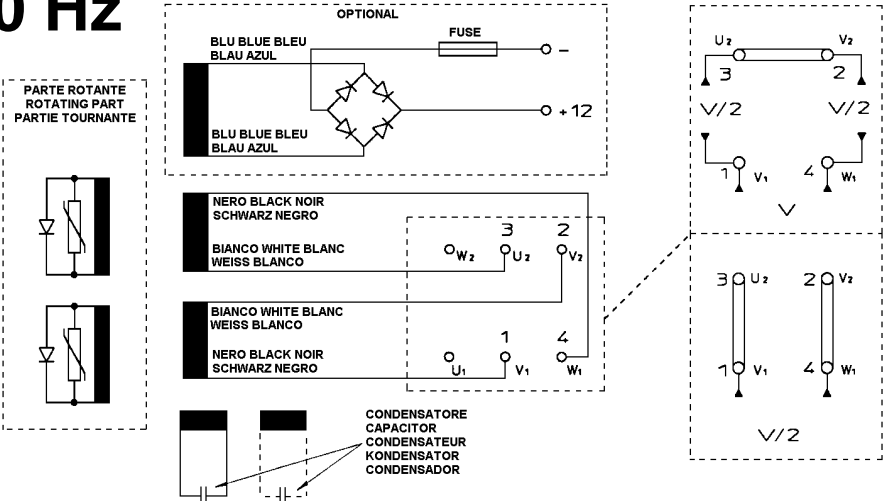 0 Hz
OPTIONAL
BLU BLUE BLEU
BLAU AZUL
FUSE
–
+12
BLU BLUE BLEU
BLAU AZUL
PARTE ROTANTE
ROTATING PART
PARTIE TOURNANTE
NERO BLACK NOIR
SCHWARZ NEGRO
BIANCO WHITE BLANC
WEISS BLANCO
3 2
W2 U2 V2
BIANCO WHITE BLANC
WEISS BLANCO
NERO BLACK NOIR
SCHWARZ NEGRO
1 4
U1 V1 W1
CONDENSATORE
CAPACITOR
CONDENSATEUR
KONDENSATOR
CONDENSADOR
U2 V2
3 2
V/2 V/2
1 V1 4 W1
V
3 U2 2 V2
1 V1 4 W1
V/2